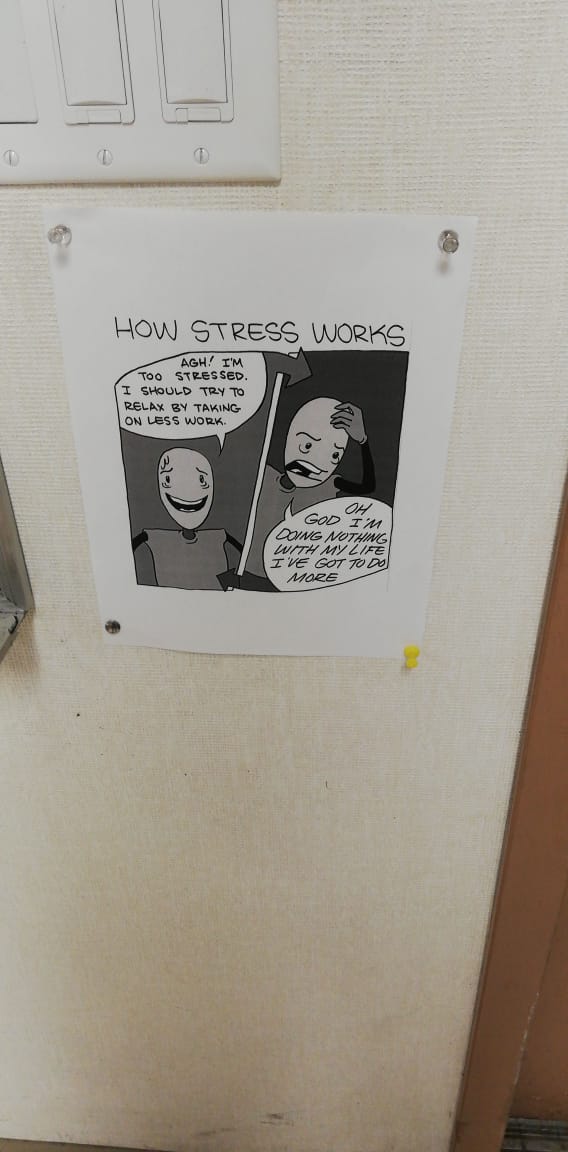 HOW STRESS WORKS
AGH! I'M
TOO STRESSED.
I SHOULD TRY TO
RELAX BY TAKING
ON LESS WORK.
OH
GOD I'M
DOING NOTHING
WITH MY LIFE
I'VE GOT TO DO
MORE